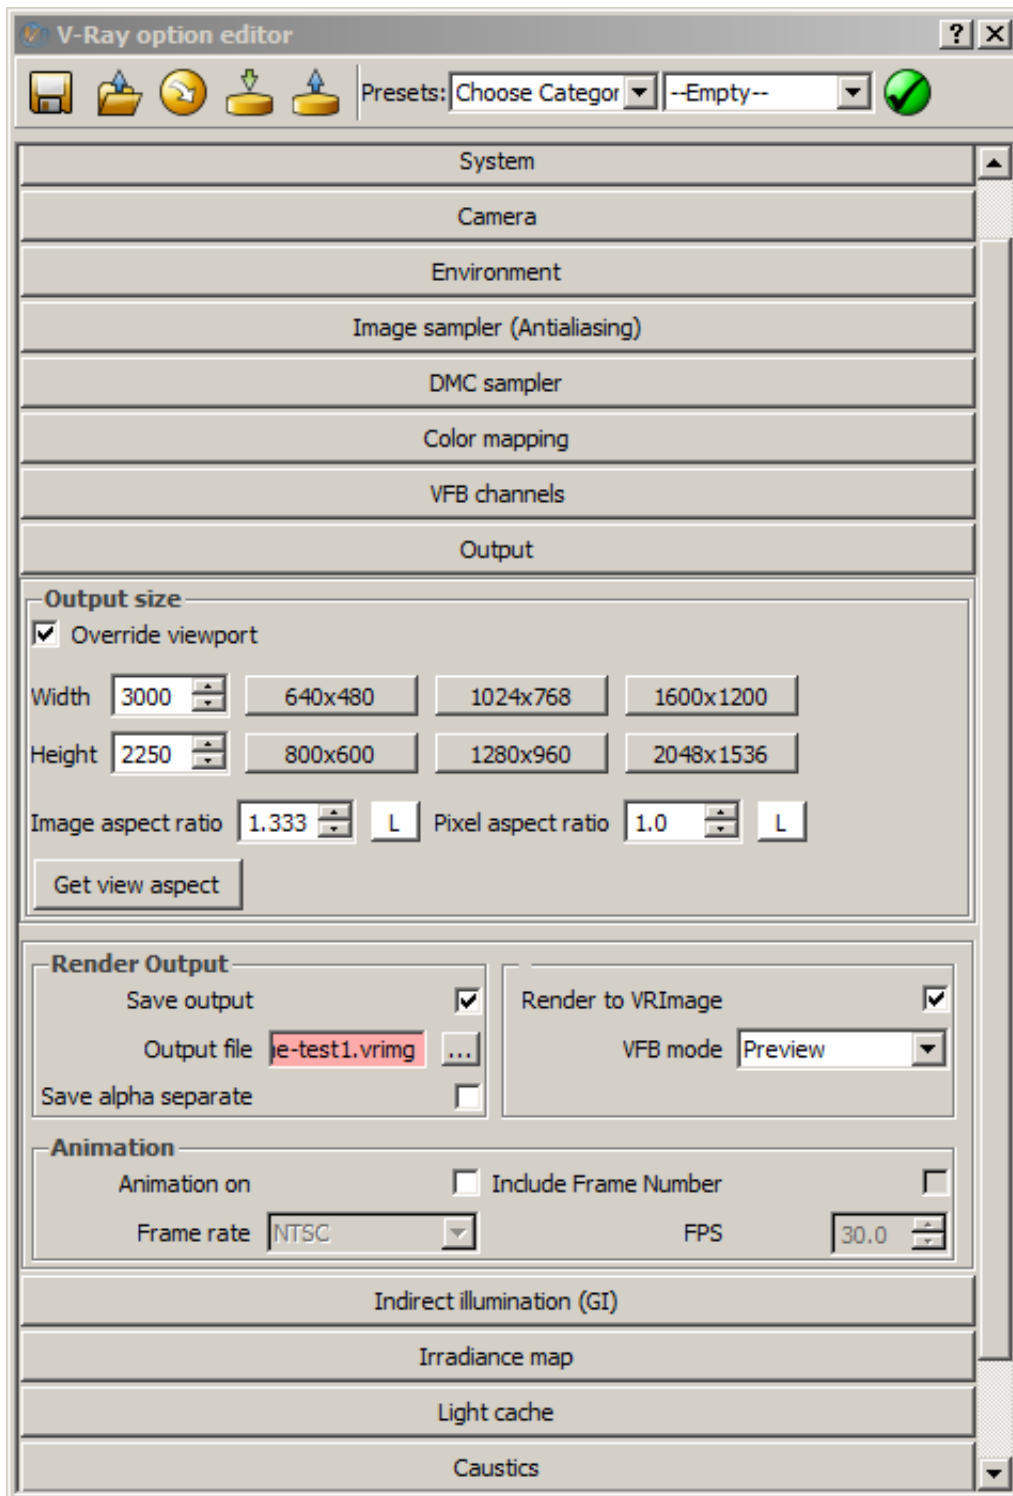 V-Ray option editor
Presets: Choose Categor --Empty--
System
Camera
Environment
Image sampler (Antialiasing)
DMC sampler
Color mapping
VFB channels
Output
Output size
Override viewport
Width 3000 640x480 1024x768 1600x1200
Height 2250 800x600 1280x960 2048x1536
Image aspect ratio 1.333 L Pixel aspect ratio 1.0 L
Get view aspect
Render Output
Save output Render to VRImage
Output file e-test1.vrimg ... VFB mode Preview
Save alpha separate
Animation
Animation on Include Frame Number
Frame rate NTSC FPS 30.0
Indirect illumination (GI)
Irradiance map
Light cache
Caustics